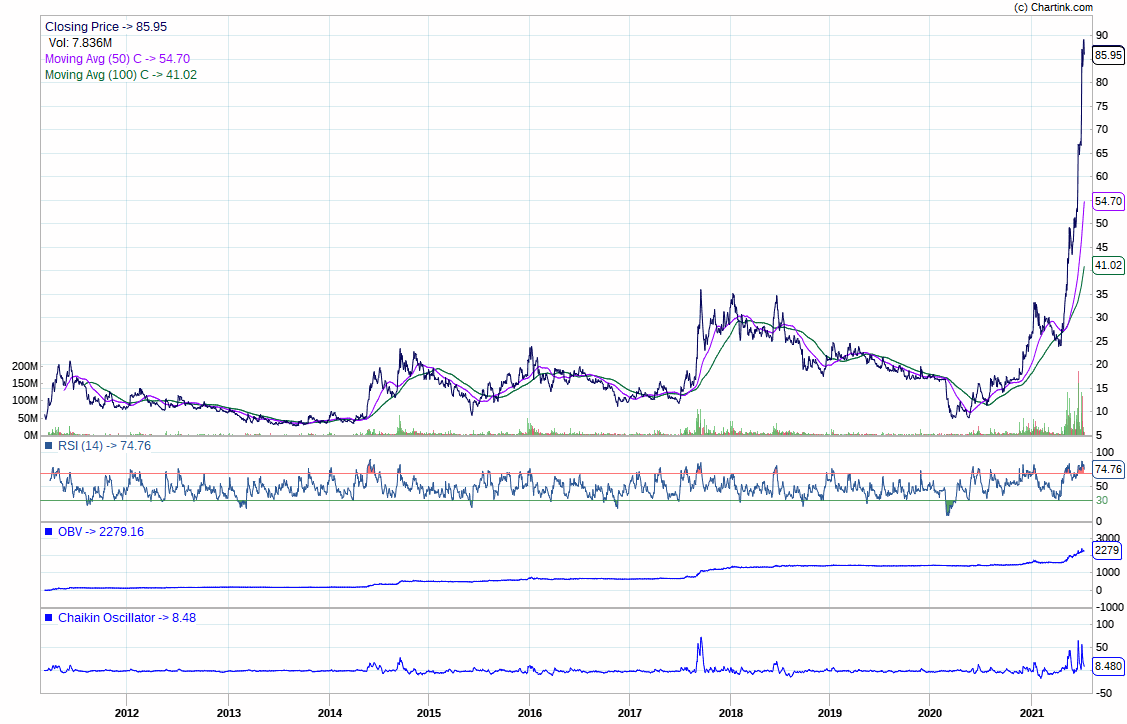 (c) Chartink.com
Closing Price -> 85.95
Vol: 7.836M
Moving Avg (50) C -> 54.70
Moving Avg (100) C -> 41.02
90
85.95
80
75
70
65
60
54.70
50
45
41.02
35
30
25
20
15
10
5
200M
150M
100M
50M
0M
RSI (14) -> 74.76
100
74.76
50
30
0
OBV -> 2279.16
3000
2279
1000
0
-1000
Chaikin Oscillator -> 8.48
100
50
8.480
-50
2012 2013 2014 2015 2016 2017 2018 2019 2020 2021